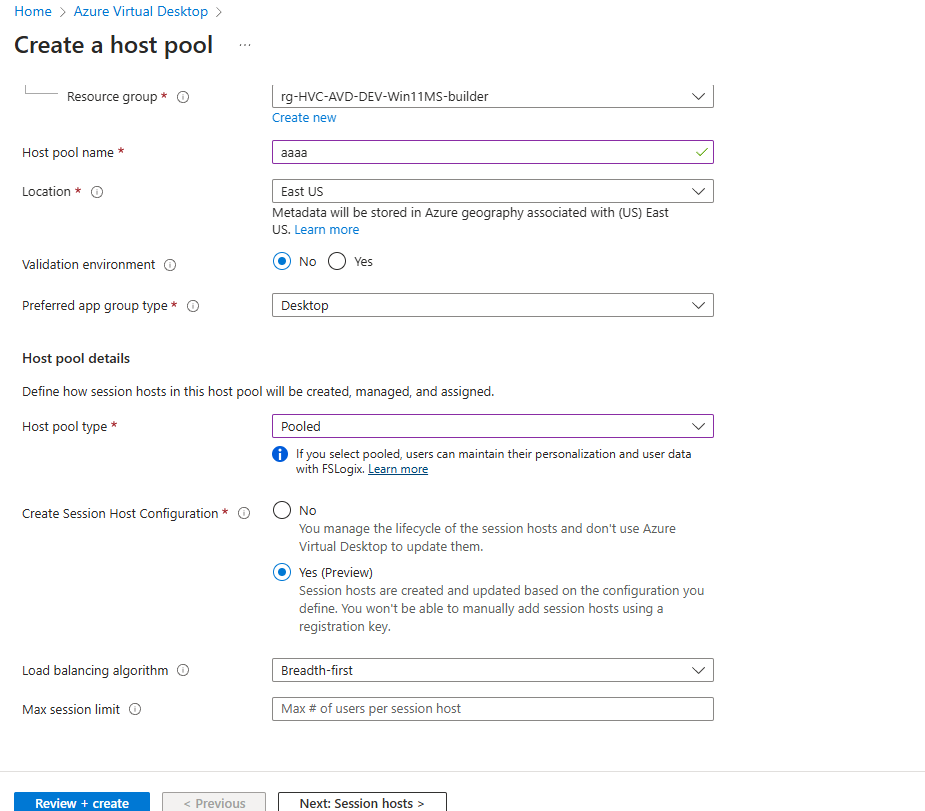 Home > Azure Virtual Desktop >
Create a host pool ...
Resource group *
rg-HVC-AVD-DEV-Win11MS-builder
Create new
Host pool name *
aaaa
Location *
East US
Metadata will be stored in Azure geography associated with (US) East
US. Learn more
Validation environment
No
Yes
Preferred app group type *
Desktop
Host pool details
Define how session hosts in this host pool will be created, managed, and assigned.
Host pool type *
Pooled
If you select pooled, users can maintain their personalization and user data
with FSLogix. Learn more
Create Session Host Configuration *
No
You manage the lifecycle of the session hosts and don't use Azure
Virtual Desktop to update them.
Yes (Preview)
Session hosts are created and updated based on the configuration you
define. You won't be able to manually add session hosts using a
registration key.
Load balancing algorithm
Breadth-first
Max session limit
Max # of users per session host
Review + create
< Previous
Next: Session hosts >